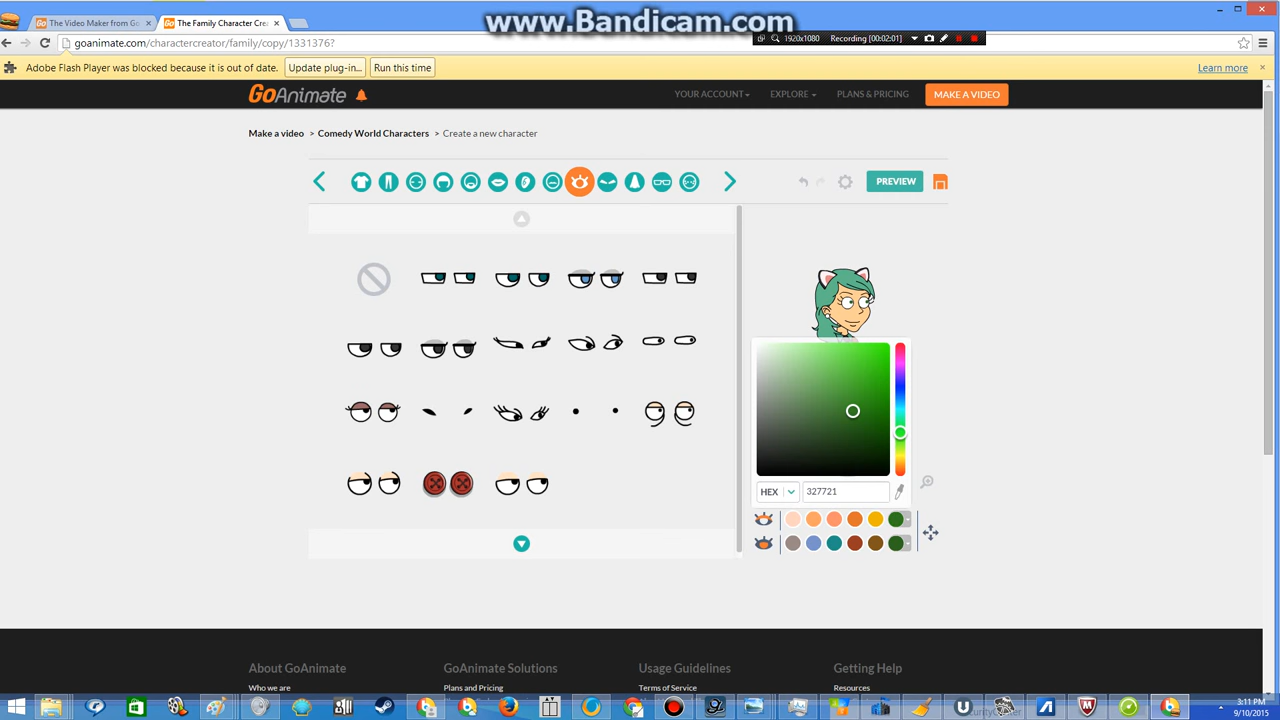 www.Bandicam.com
The Video Maker from Go
The Family Character Crea
1920x1080
Recording [00:02:01]
goanimate.com/charactercreator/family/copy/1331376?
Adobe Flash Player was blocked because it is out of date.
Update plug-in...
Run this time
Learn more
GoAnimate
YOUR ACCOUNT
EXPLORE
PLANS & PRICING
MAKE A VIDEO
Make a video > Comedy World Characters > Create a new character
PREVIEW
HEX
327721
About GoAnimate
GoAnimate Solutions
Usage Guidelines
Getting Help
Who we are
Plans and Pricing
Terms of Service
Resources
3:11 PM
9/10/2015